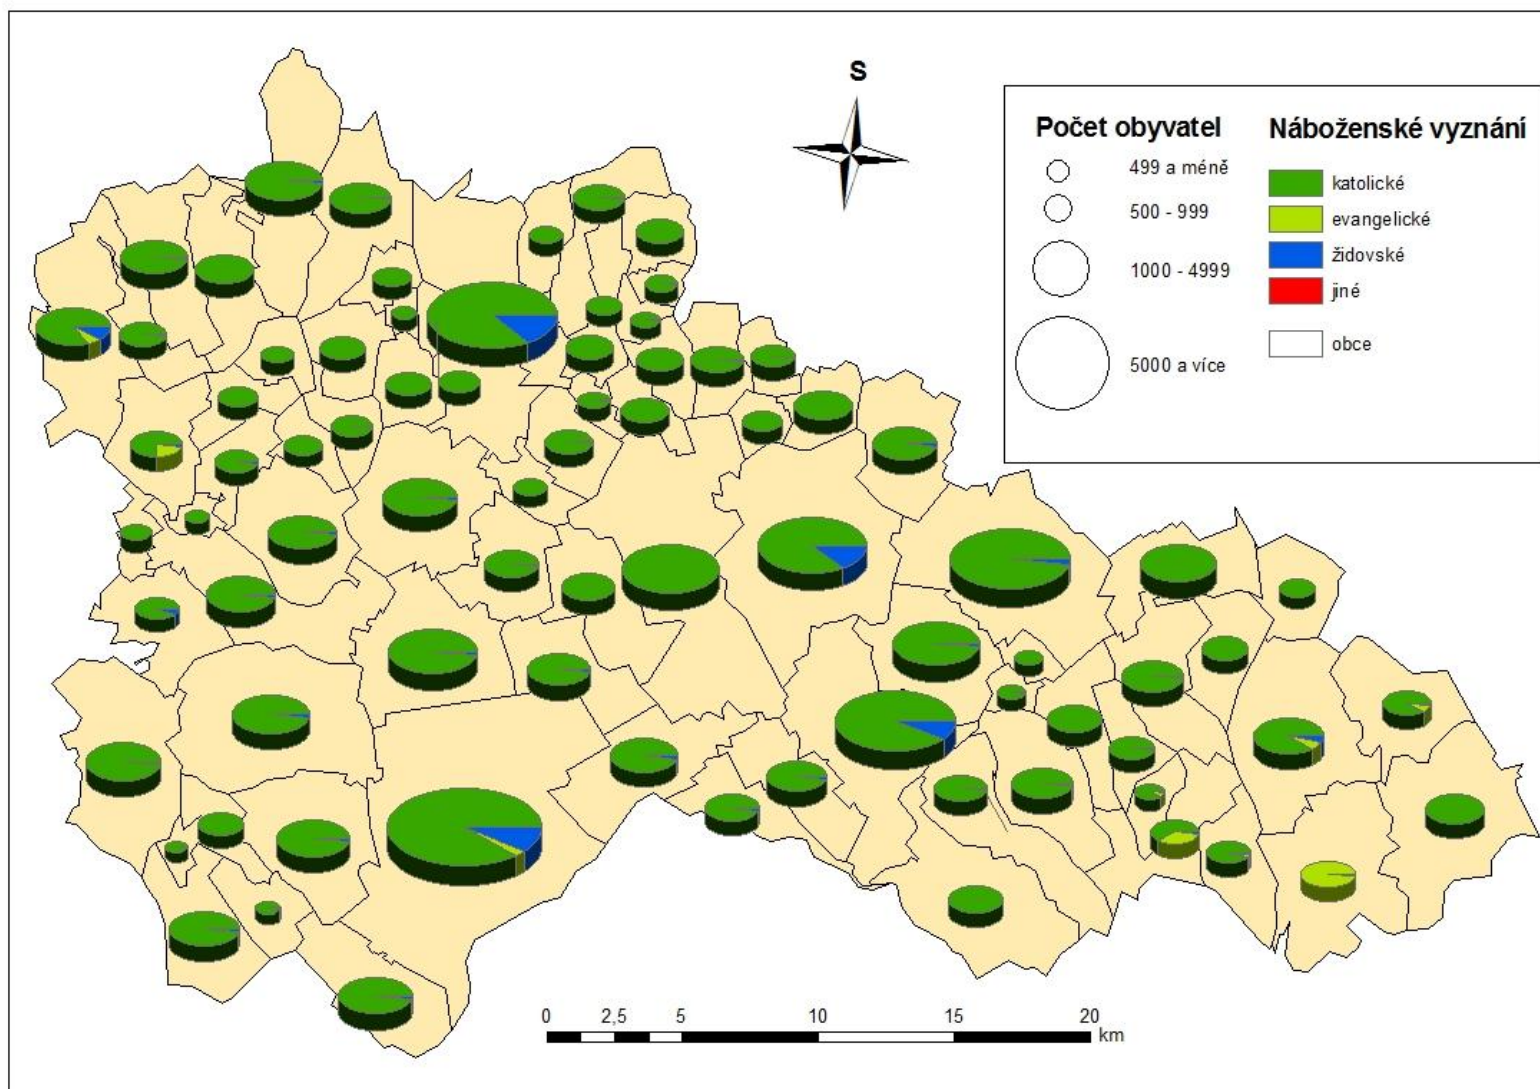 S
Počet obyvatel
499 a méně
500 - 999
1000 - 4999
5000 a více
Náboženské vyznání
katolické
evangelické
židovské
jiné
obce
0 2,5 5 10 15 20
km